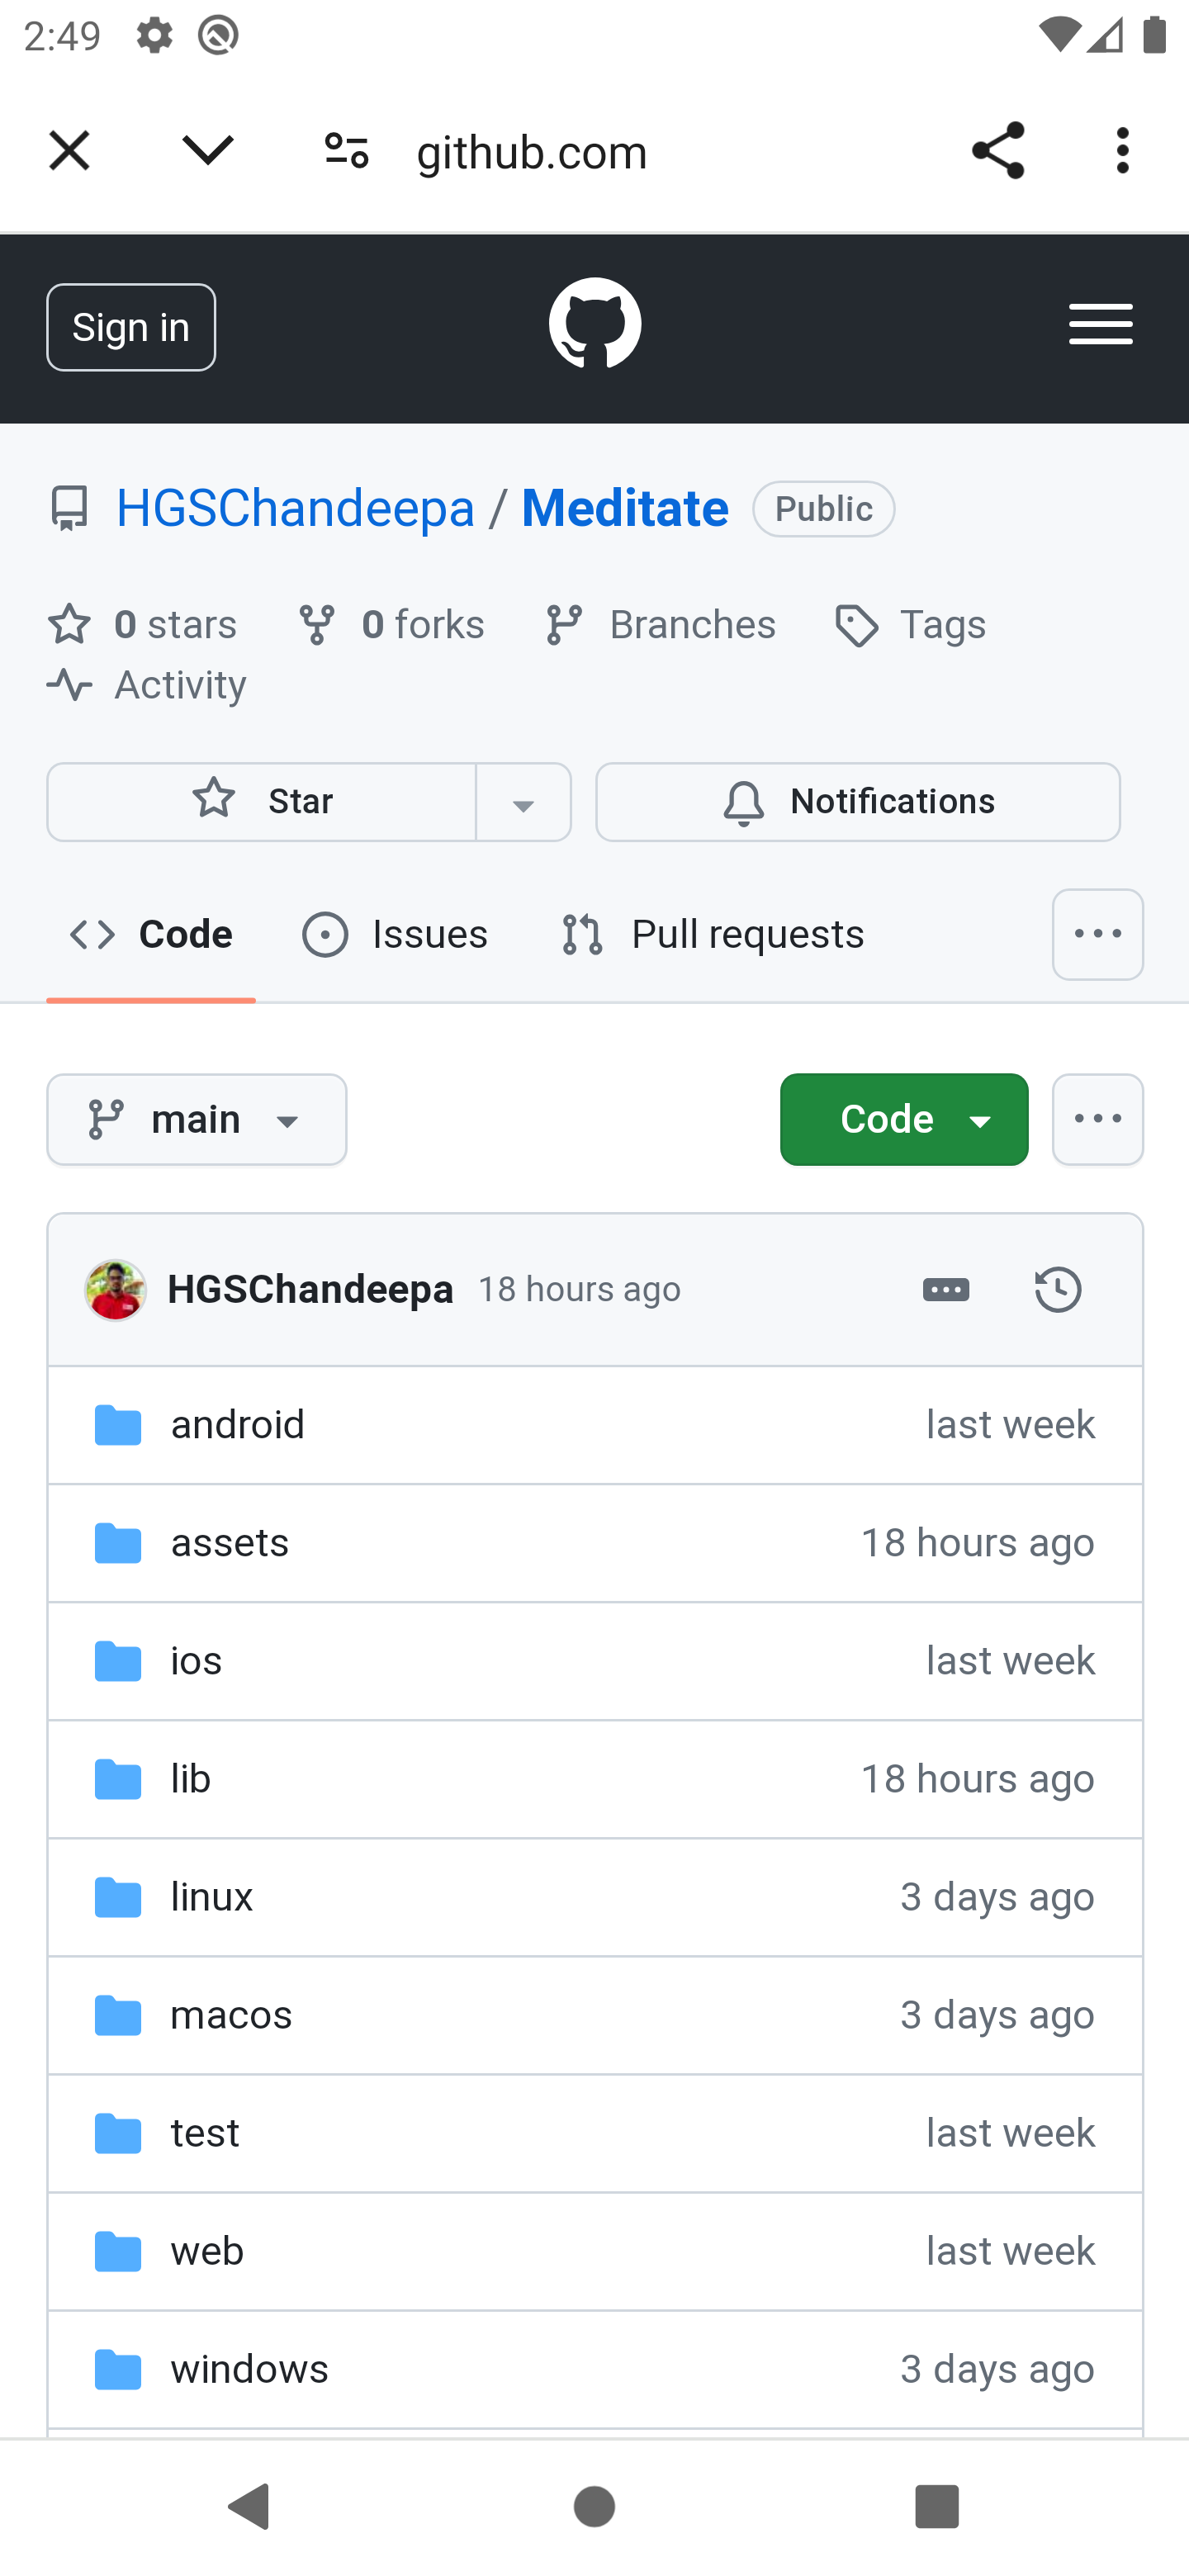 2:49
github.com
Sign in
HGSChandeepa / Meditate Public
0 stars 0 forks Branches Tags
Activity
Star Notifications
Code Issues Pull requests
main Code
HGSChandeepa 18 hours ago
android last week
assets 18 hours ago
ios last week
lib 18 hours ago
linux 3 days ago
macos 3 days ago
test last week
web last week
windows 3 days ago